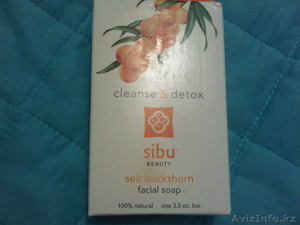 cleanse & detox
sibu
BEAUTY
sea buckthorn
facial soap
100% natural one 3.5 oz. bar
AvizInfo.kz